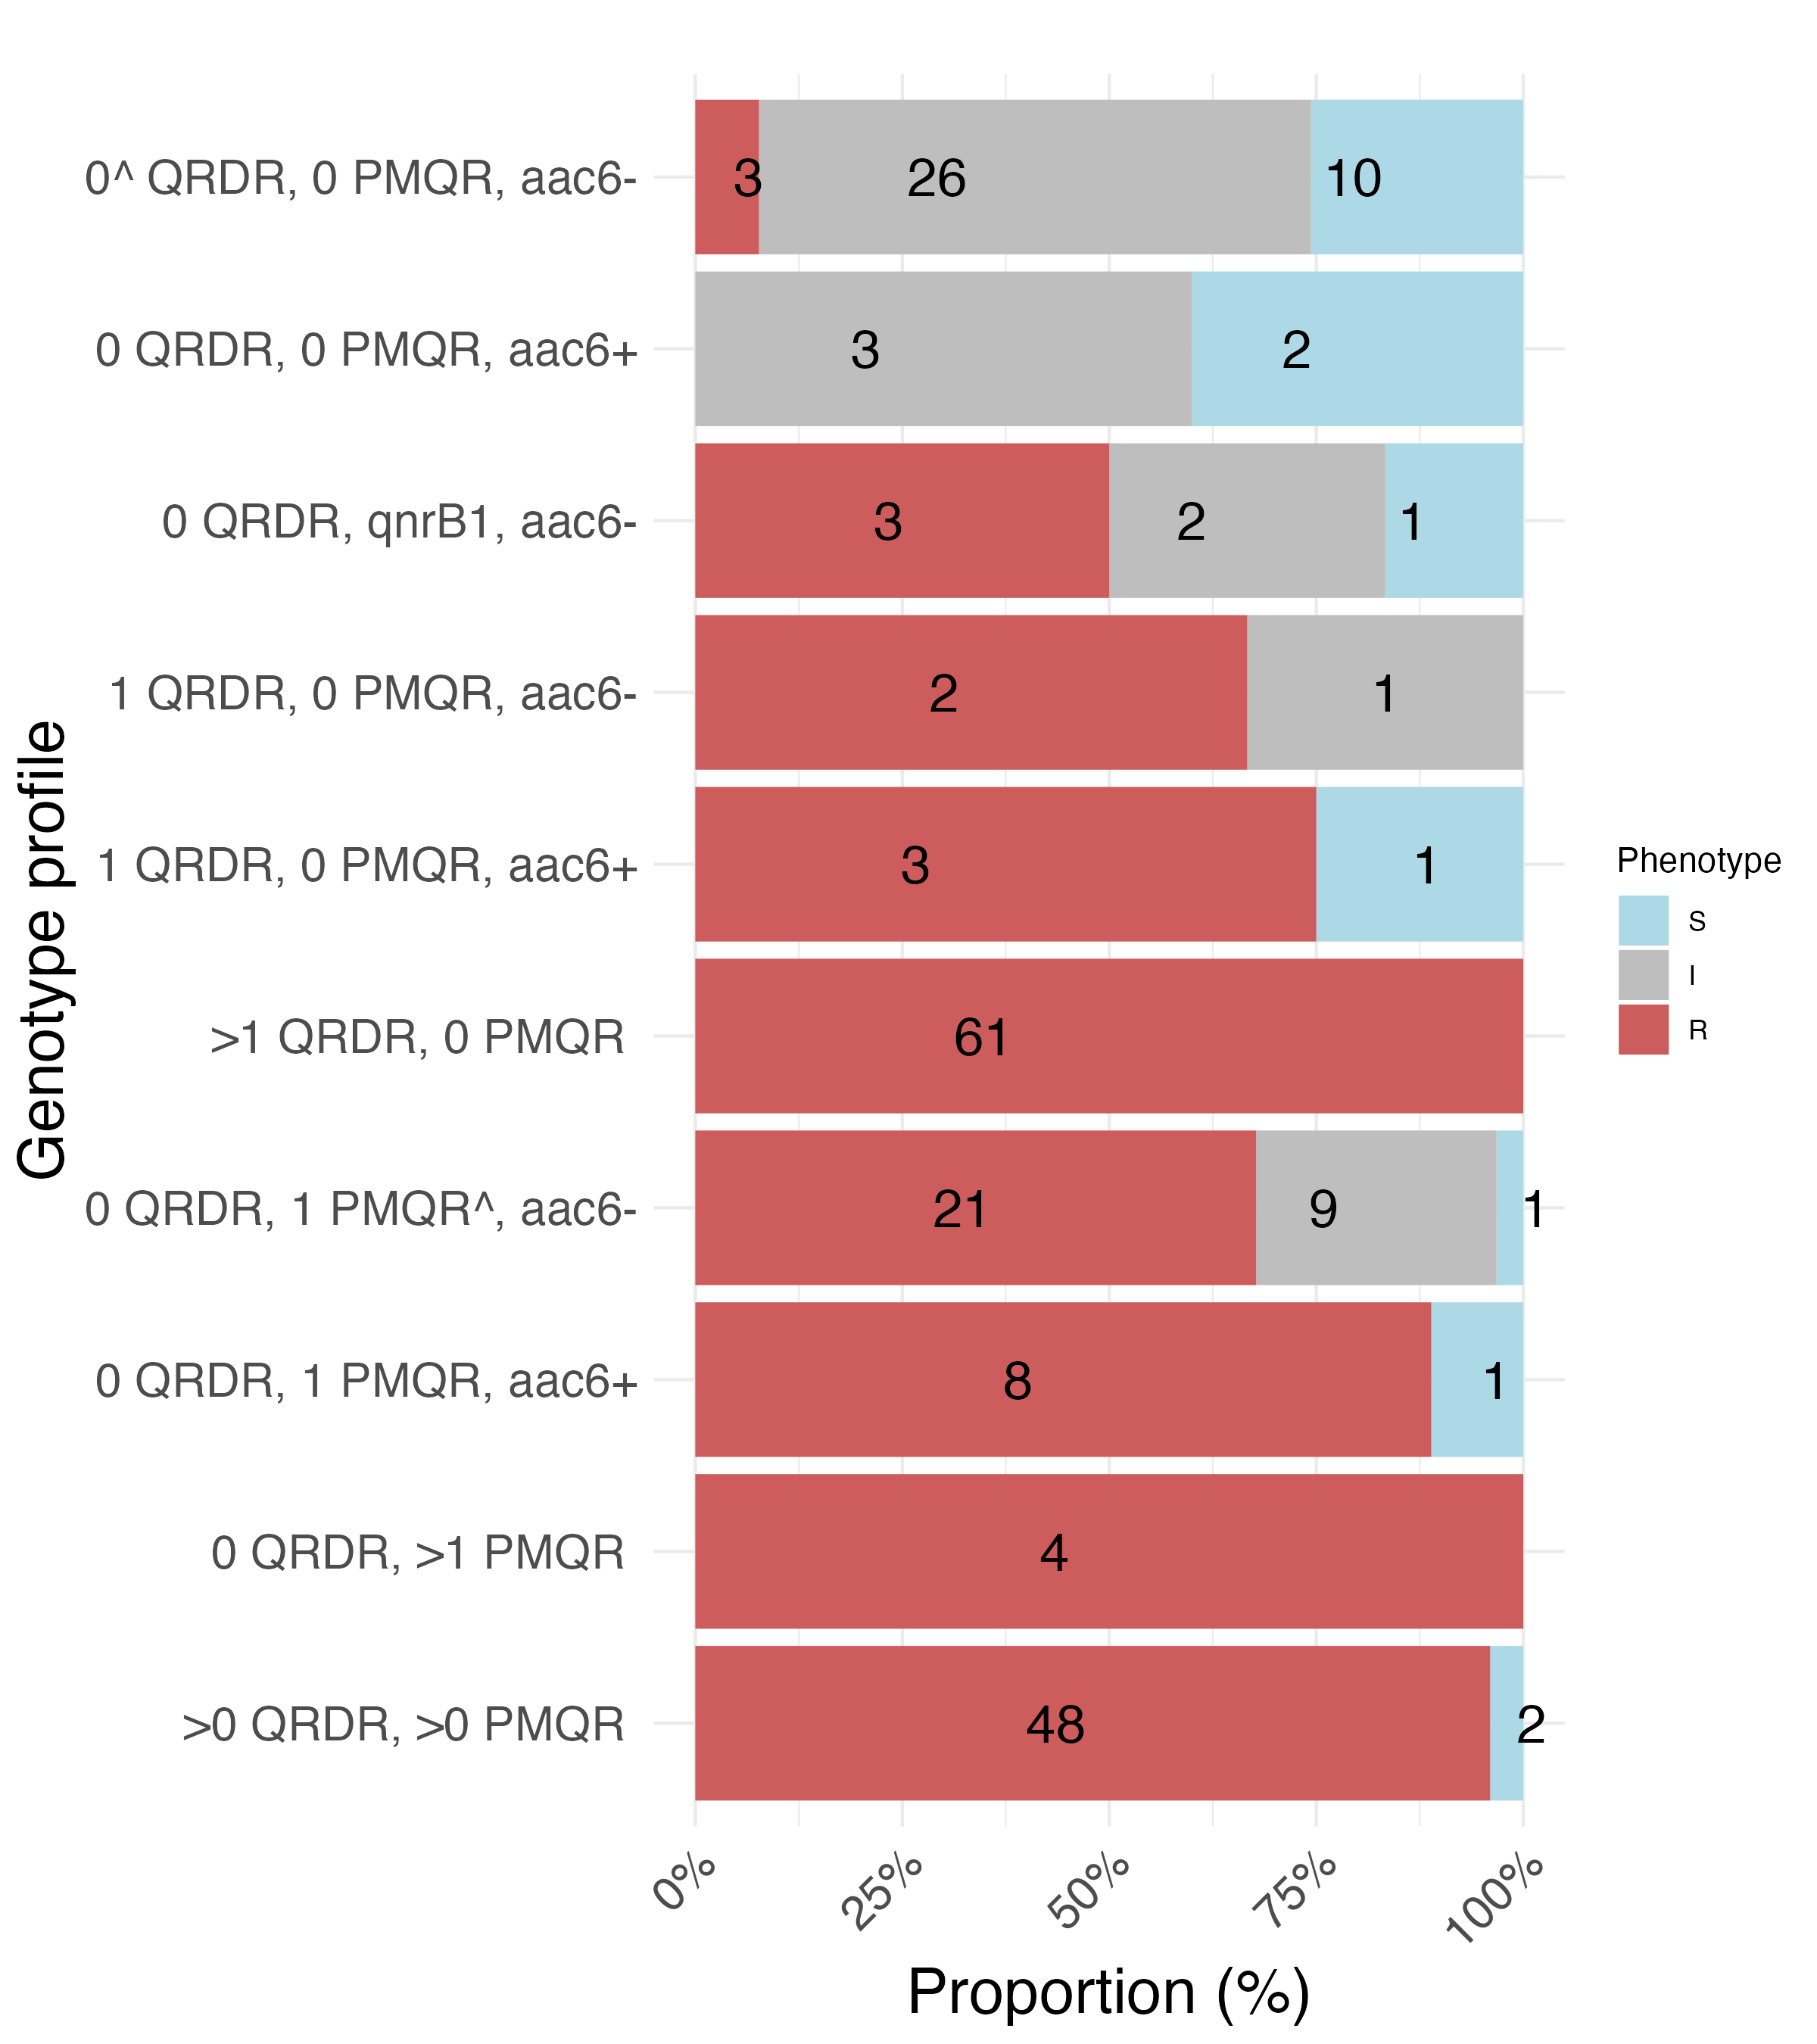 0^ QRDR, 0 PMQR, aac6-
3 26 10
0 QRDR, 0 PMQR, aac6+
3 2
0 QRDR, qnrB1, aac6-
3 2 1
1 QRDR, 0 PMQR, aac6-
2 1
1 QRDR, 0 PMQR, aac6+
3 1
>1 QRDR, 0 PMQR
61
0 QRDR, 1 PMQR^, aac6-
21 9 1
0 QRDR, 1 PMQR, aac6+
8 1
0 QRDR, >1 PMQR
4
>0 QRDR, >0 PMQR
48 2
Genotype profile
0% 25% 50% 75% 100%
Proportion (%)
Phenotype
S
I
R